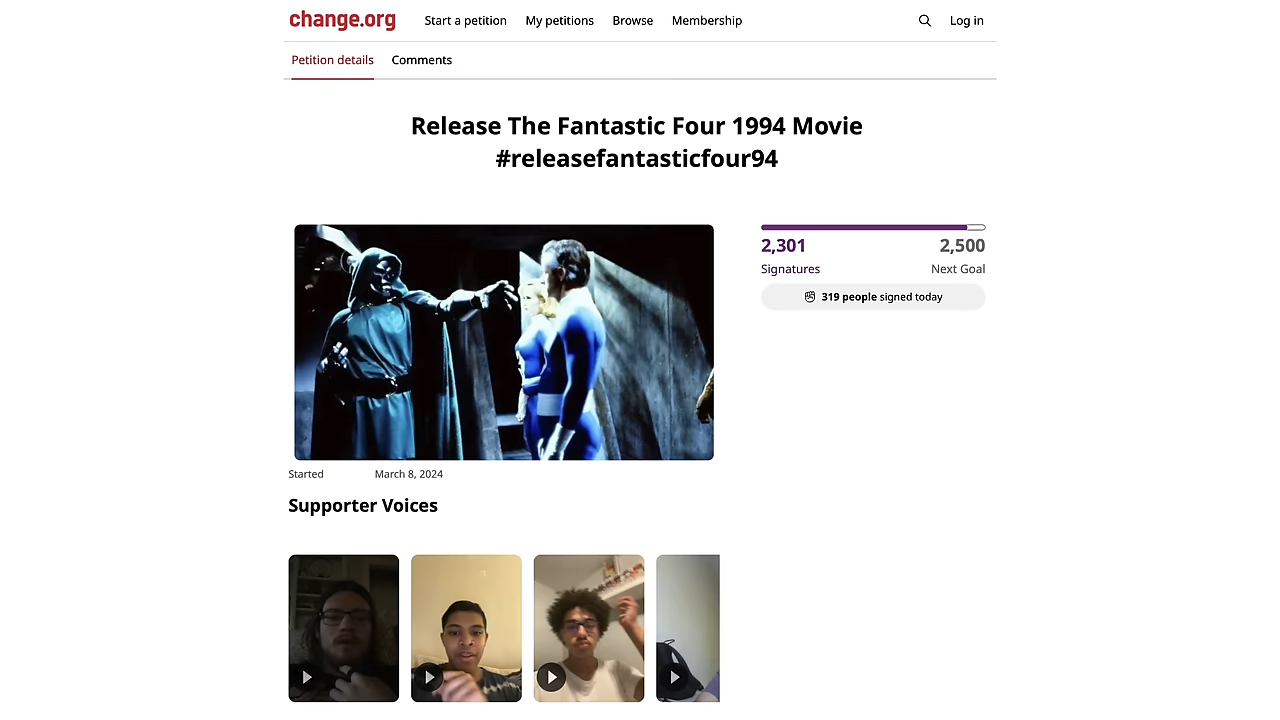 change.org
Start a petition
My petitions
Browse
Membership
Log in
Petition details
Comments
Release The Fantastic Four 1994 Movie
#releasefantasticfour94
2,301
2,500
Signatures
Next Goal
319 people signed today
Started
March 8, 2024
Supporter Voices